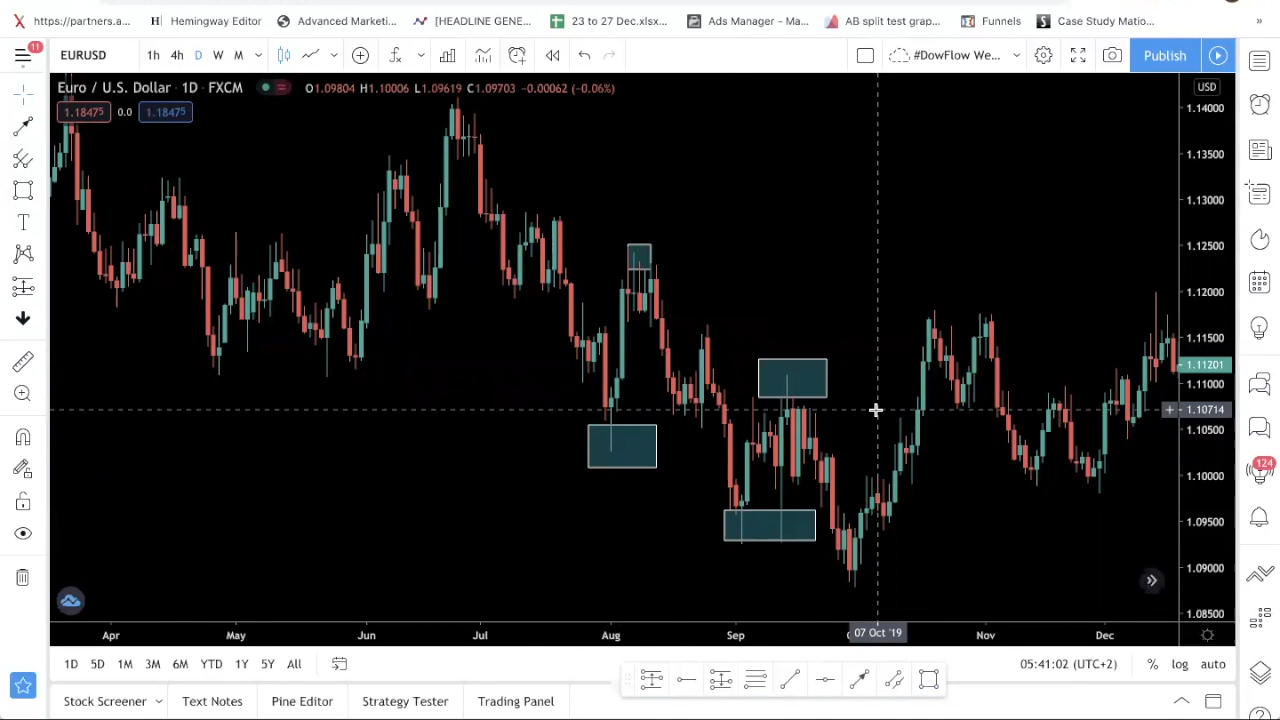 https://partners.a...
Hemingway Editor
Advanced Marketi...
[HEADLINE GENE...
23 to 27 Dec.xlsx...
Ads Manager - Ma...
AB split test grap...
Funnels
Case Study Matio...
»
11
EURUSD
1h 4h D W M
#DowFlow We...
Publish
Euro / U.S. Dollar · 1D · FXCM
O1.09804 H1.10006 L1.09619 C1.09703 -0.00062 (-0.06%)
USD
1.18475 0.0 1.18475
1.14000
1.13500
1.13000
1.12500
1.12000
1.11500
1.11201
1.11000
1.10714
1.10500
1.10000
1.09500
1.09000
1.08500
124
Apr May Jun Jul Aug Sep 07 Oct '19 Nov Dec
1D 5D 1M 3M 6M YTD 1Y 5Y All
05:41:02 (UTC+2) % log auto
Stock Screener Text Notes Pine Editor Strategy Tester Trading Panel